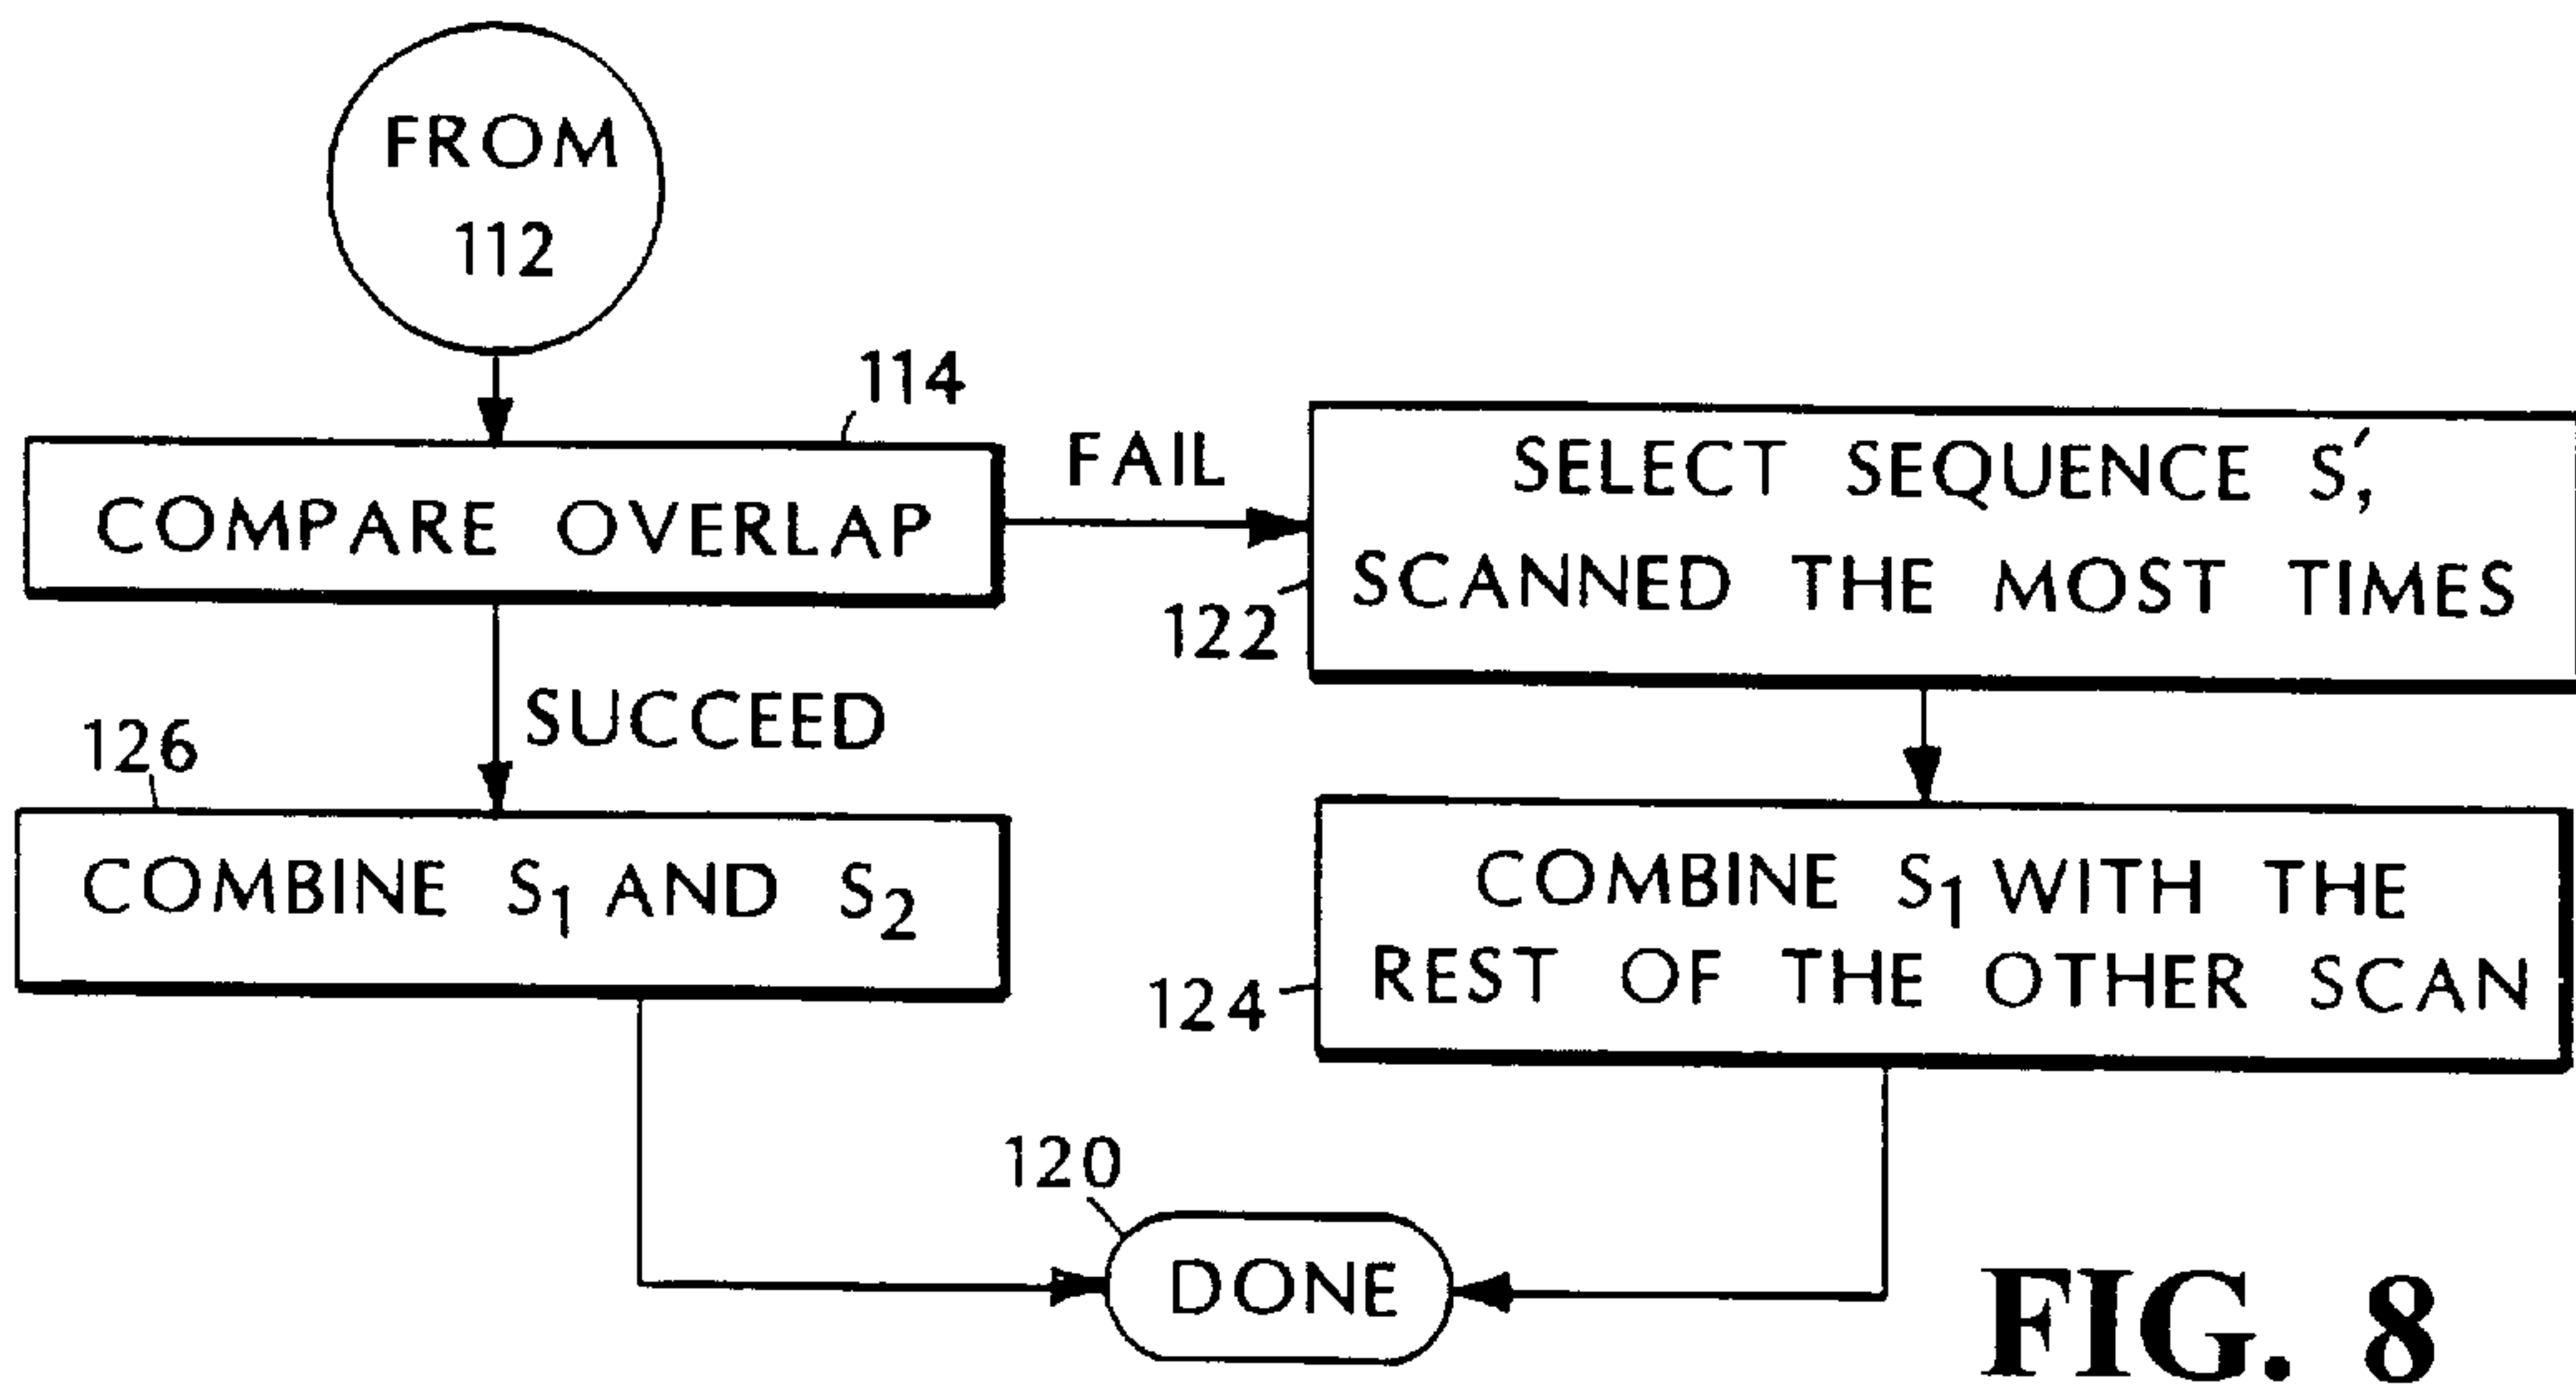 FROM
112
114
COMPARE OVERLAP
FAIL
SELECT SEQUENCE S',
SCANNED THE MOST TIMES
122
SUCCEED
126
COMBINE S₁ AND S₂
COMBINE S₁ WITH THE
REST OF THE OTHER SCAN
124
120
DONE
FIG. 8